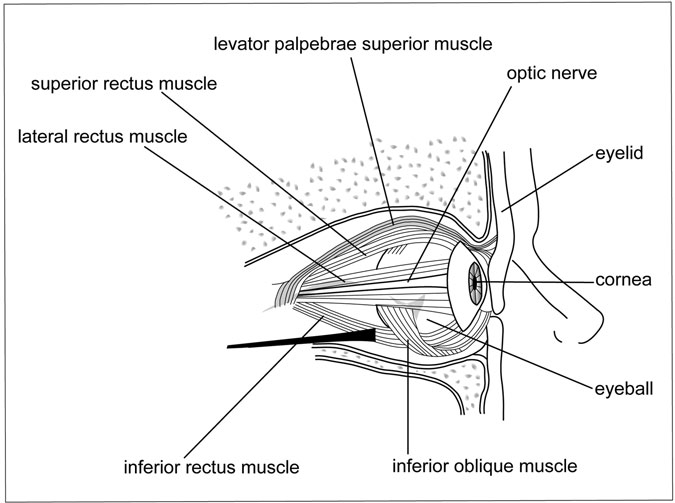 levator palpebrae superior muscle
optic nerve
superior rectus muscle
lateral rectus muscle
eyelid
cornea
eyeball
inferior rectus muscle
inferior oblique muscle